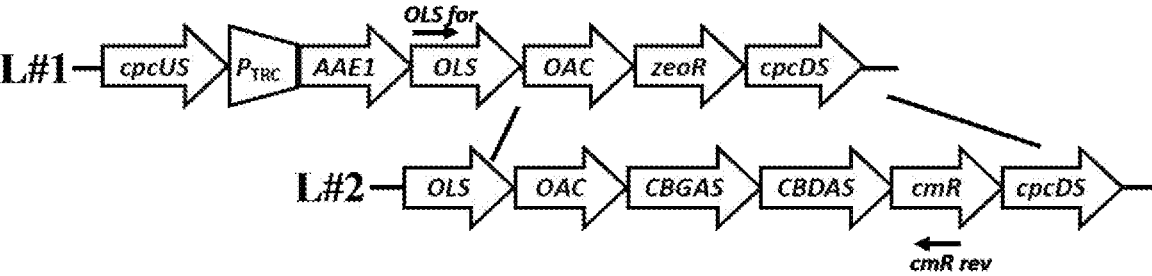 OLS for
L#1 cpcUS PTRC AAE1 OLS OAC zeoR cpcDS
L#2 OLS OAC CBGAS CBDAS cmR cpcDS
cmR rev